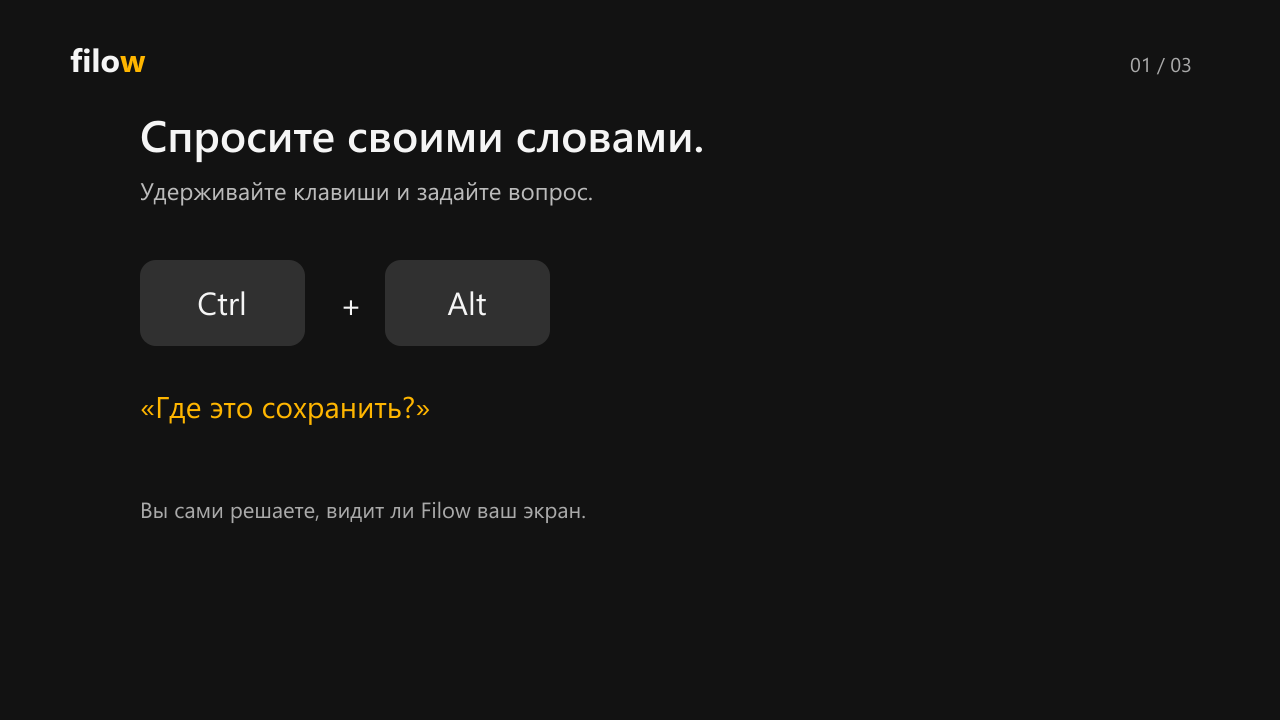 filow
01 / 03
Спросите своими словами.
Удерживайте клавиши и задайте вопрос.
Ctrl + Alt
«Где это сохранить?»
Вы сами решаете, видит ли Filow ваш экран.